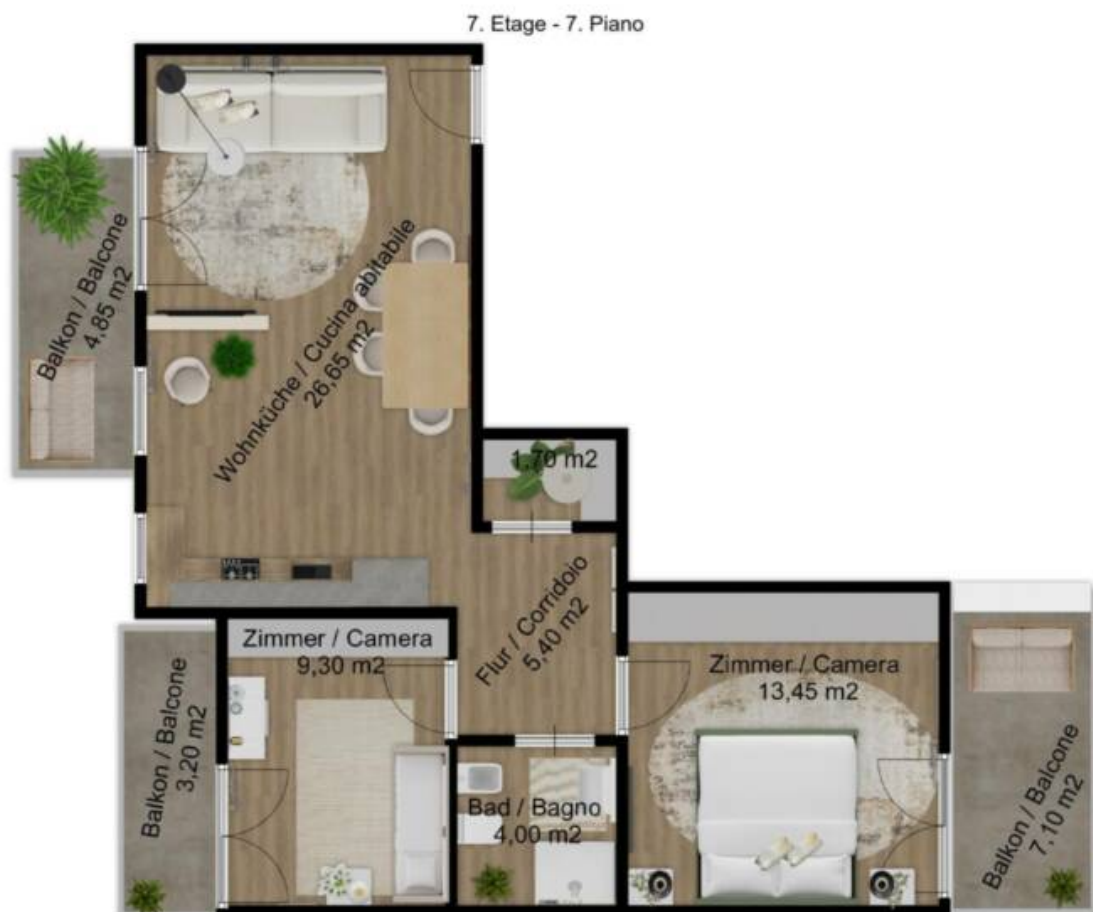 7. Etage - 7. Piano
Balkon / Balcone
4,85 m2
Wohnküche / Cucina abitabile
26,65 m2
1,70 m2
Flur / Corridoio
5,40 m2
Zimmer / Camera
9,30 m2
Zimmer / Camera
13,45 m2
Balkon / Balcone
3,20 m2
Bad / Bagno
4,00 m2
Balkon / Balcone
7,10 m2